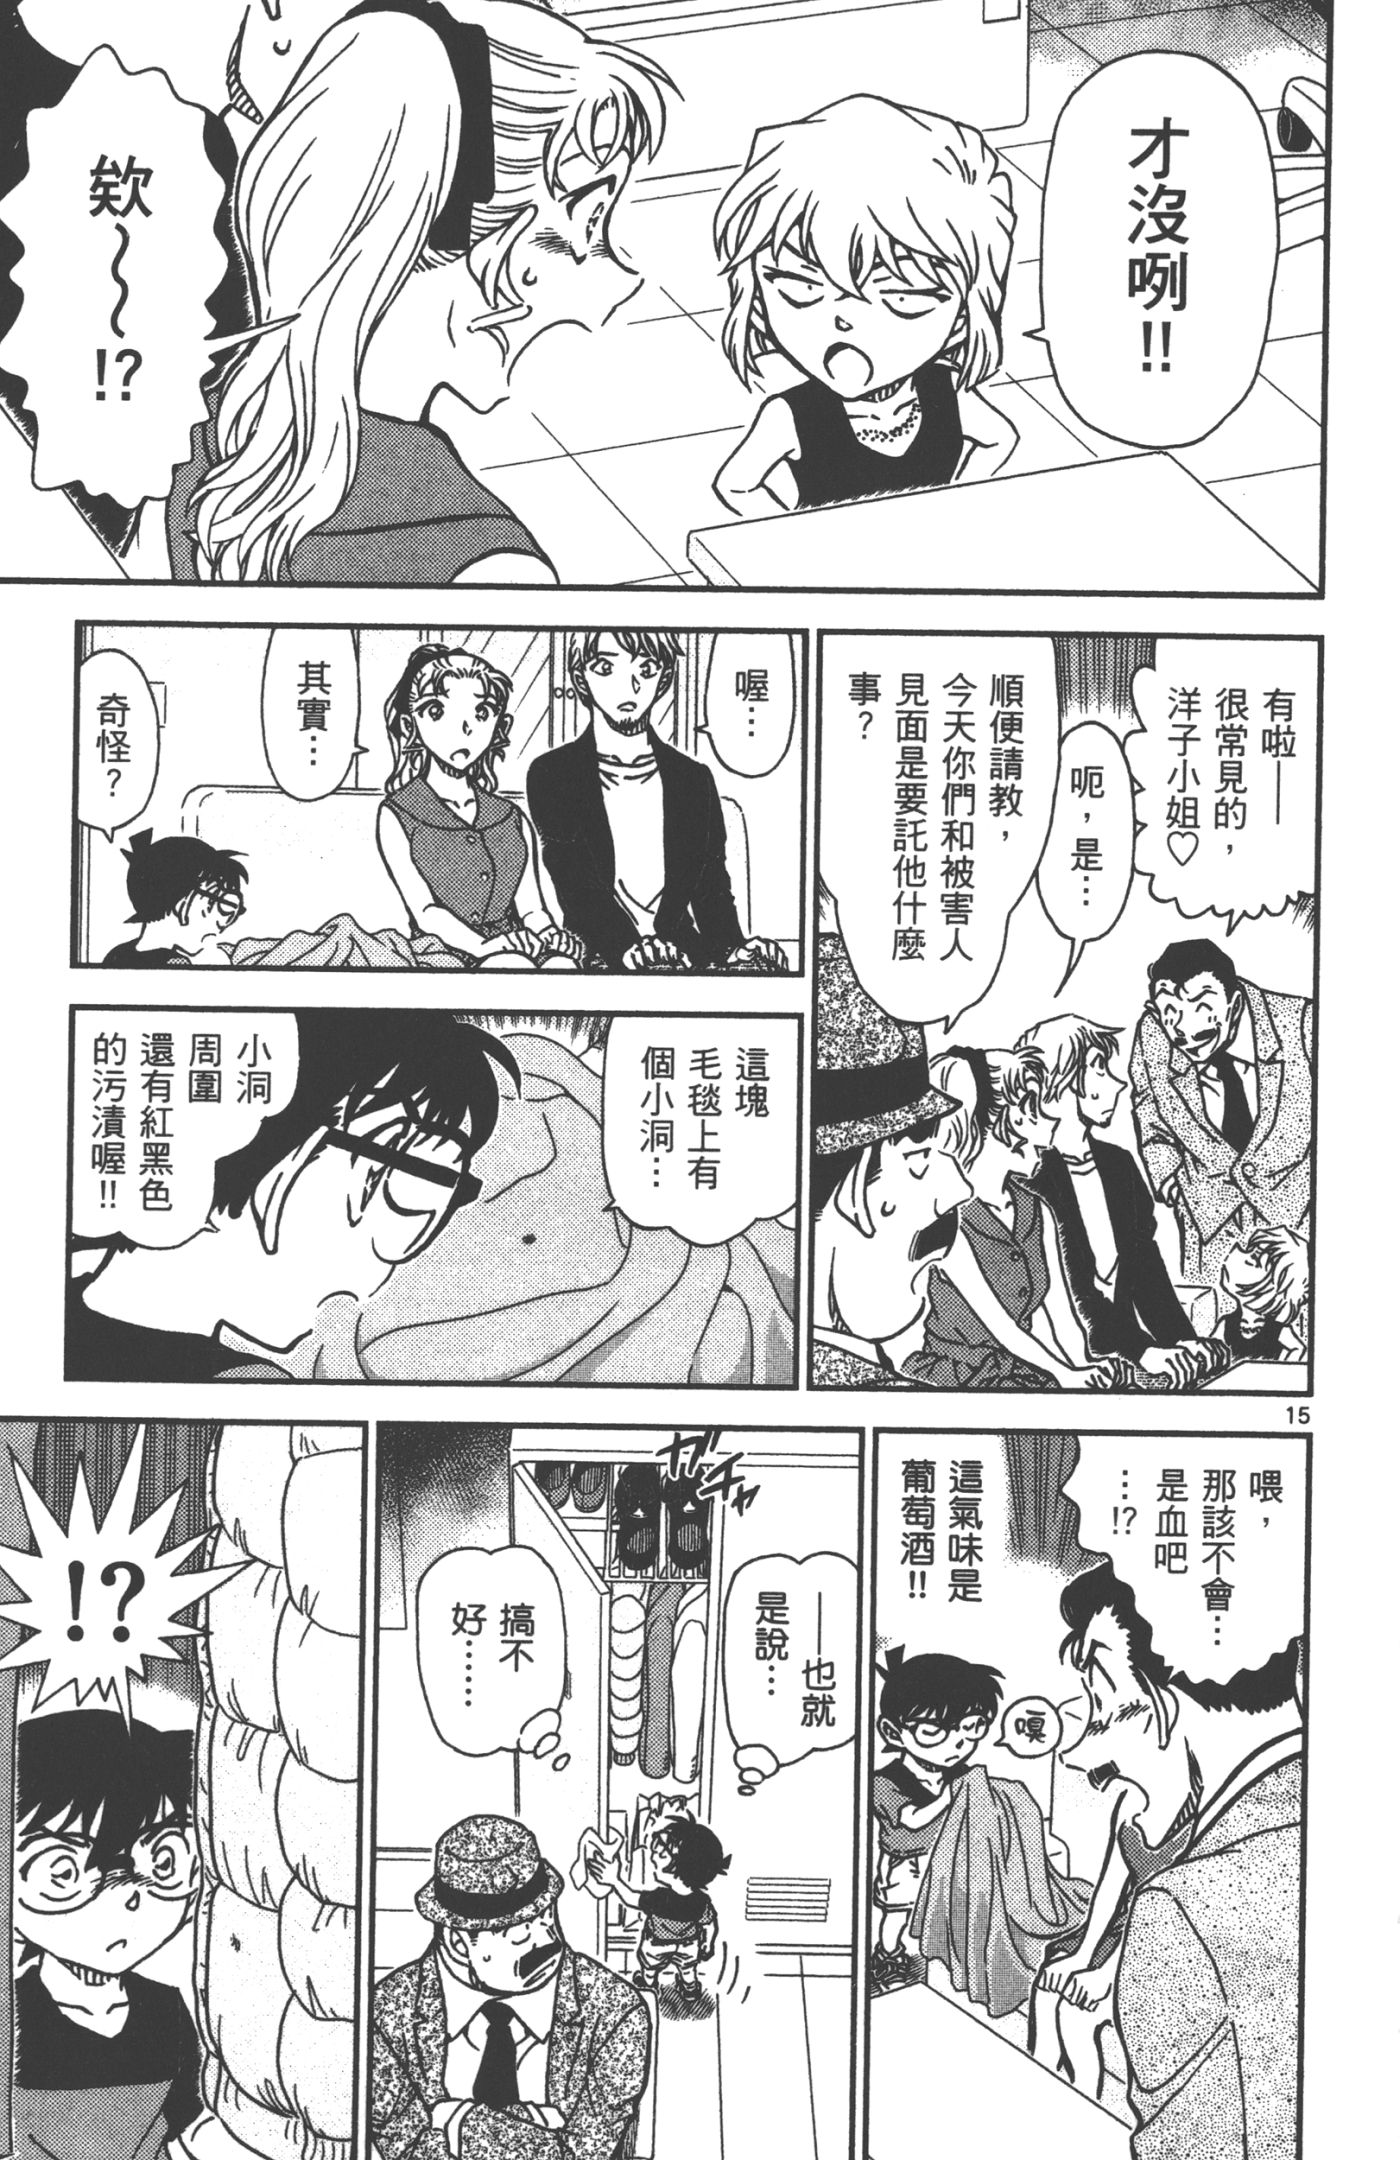 才沒咧!!
欸～～!?
有啦——
很常見的，
洋子小姐♡
呃，是…
順便請教，
今天你們和被害人
見面是要託他什麼
事？
喔…
其實…
奇怪？
這塊
毛毯上有
個小洞…
小洞
周圍
還有紅黑色
的污漬喔!!
15
喂，
那該不會…
是血吧
…!?
嗅
這氣味是
葡萄酒!!
ガチャ
——也就
是說…
搞不
好……
!?